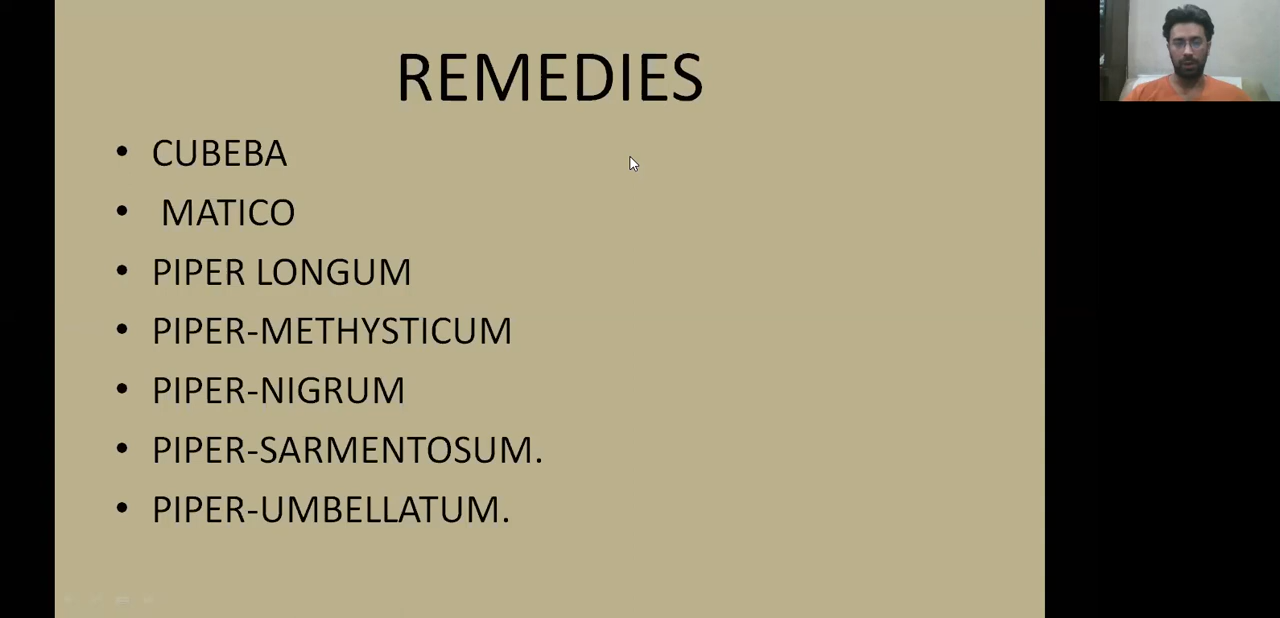 REMEDIES
• CUBEBA
• MATICO
• PIPER LONGUM
• PIPER-METHYSTICUM
• PIPER-NIGRUM
• PIPER-SARMENTOSUM.
• PIPER-UMBELLATUM.